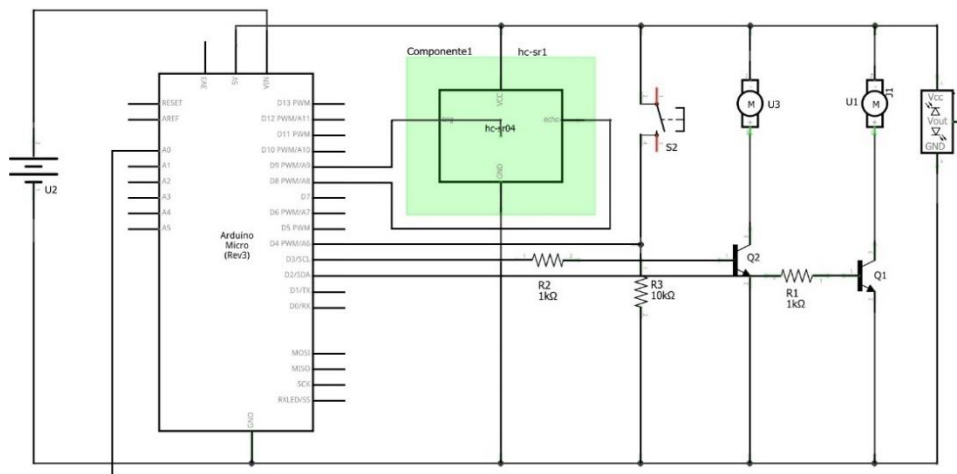 Componente1
hc-sr1
VCC
trig
hc-sr04
echo
GND
3V3
5V
VIN
RESET
AREF
A0
A1
A2
A3
A4
A5
D13 PWM
D12 PWM/A11
D11 PWM
D10 PWM/A10
D9 PWM/A9
D8 PWM/A8
D7
D6 PWM/A7
D5 PWM
D4 PWM/A6
D3/SCL
D2/SDA
D1/TX
D0/RX
MOSI
MISO
SCK
RXLED/SS
GND
Arduino
Micro
(Rev3)
U2
S2
M
U3
U1
M
J1
Vcc
Vout
GND
Q2
Q1
R2
1kΩ
R3
10kΩ
R1
1kΩ